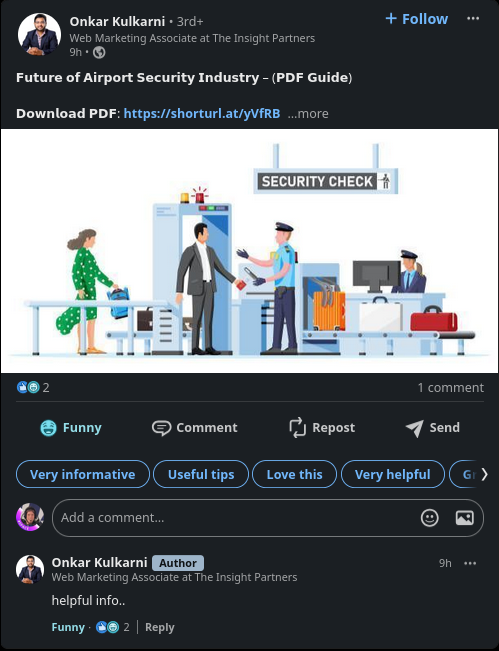 Onkar Kulkarni • 3rd+
+ Follow
Web Marketing Associate at The Insight Partners
9h •
Future of Airport Security Industry – (PDF Guide)
Download PDF: https://shorturl.at/yVfRB ...more
SECURITY CHECK
2
1 comment
Funny
Comment
Repost
Send
Very informative
Useful tips
Love this
Very helpful
Add a comment...
Onkar Kulkarni Author
9h
Web Marketing Associate at The Insight Partners
helpful info..
Funny · 2 | Reply